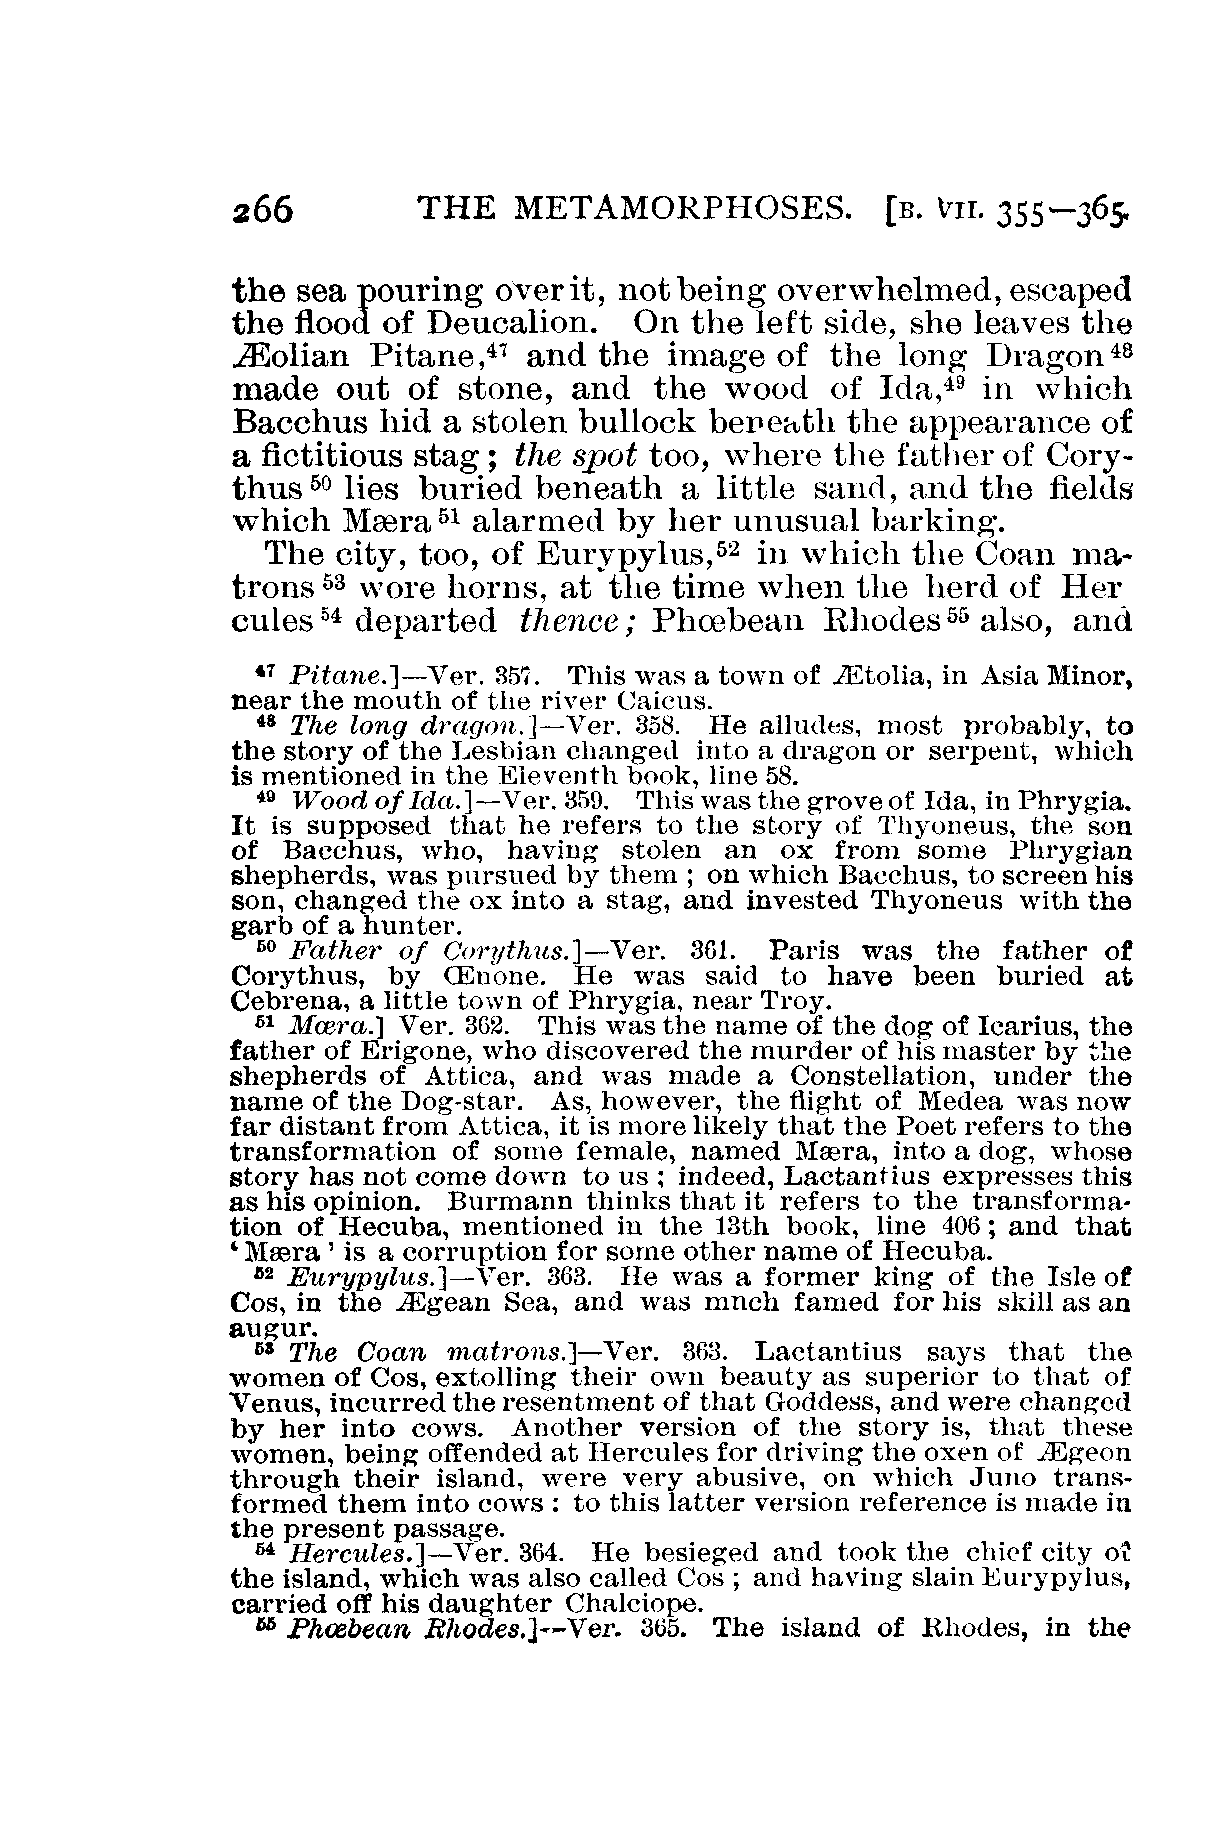 266 THE METAMORPHOSES. [B. VII. 355—365.
the sea pouring over it, not being overwhelmed, escaped
the flood of Deucalion. On the left side, she leaves the
Æolian Pitane,⁴⁷ and the image of the long Dragon⁴⁸
made out of stone, and the wood of Ida,⁴⁹ in which
Bacchus hid a stolen bullock beneath the appearance of
a fictitious stag; the spot too, where the father of Cory-
thus⁵⁰ lies buried beneath a little sand, and the fields
which Mæra⁵¹ alarmed by her unusual barking.
The city, too, of Eurypylus,⁵² in which the Coan ma-
trons⁵³ wore horns, at the time when the herd of Her
cules⁵⁴ departed thence; Phœbean Rhodes⁵⁵ also, and
⁴⁷ Pitane.]—Ver. 357. This was a town of Ætolia, in Asia Minor,
near the mouth of the river Caicus.
⁴⁸ The long dragon.]—Ver. 358. He alludes, most probably, to
the story of the Lesbian changed into a dragon or serpent, which
is mentioned in the Eleventh book, line 58.
⁴⁹ Wood of Ida.]—Ver. 359. This was the grove of Ida, in Phrygia.
It is supposed that he refers to the story of Thyoneus, the son
of Bacchus, who, having stolen an ox from some Phrygian
shepherds, was pursued by them; on which Bacchus, to screen his
son, changed the ox into a stag, and invested Thyoneus with the
garb of a hunter.
⁵⁰ Father of Corythus.]—Ver. 361. Paris was the father of
Corythus, by Œnone. He was said to have been buried at
Cebrena, a little town of Phrygia, near Troy.
⁵¹ Mœra.] Ver. 362. This was the name of the dog of Icarius, the
father of Erigone, who discovered the murder of his master by the
shepherds of Attica, and was made a Constellation, under the
name of the Dog-star. As, however, the flight of Medea was now
far distant from Attica, it is more likely that the Poet refers to the
transformation of some female, named Mæra, into a dog, whose
story has not come down to us; indeed, Lactantius expresses this
as his opinion. Burmann thinks that it refers to the transforma-
tion of Hecuba, mentioned in the 13th book, line 406; and that
‘Mæra’ is a corruption for some other name of Hecuba.
⁵² Eurypylus.]—Ver. 363. He was a former king of the Isle of
Cos, in the Ægean Sea, and was mnch famed for his skill as an
augur.
⁵³ The Coan matrons.]—Ver. 363. Lactantius says that the
women of Cos, extolling their own beauty as superior to that of
Venus, incurred the resentment of that Goddess, and were changed
by her into cows. Another version of the story is, that these
women, being offended at Hercules for driving the oxen of Ægeon
through their island, were very abusive, on which Juno trans-
formed them into cows: to this latter version reference is made in
the present passage.
⁵⁴ Hercules.]—Ver. 364. He besieged and took the chief city of
the island, which was also called Cos; and having slain Eurypylus,
carried off his daughter Chalciope.
⁵⁵ Phœbean Rhodes.]—Ver. 365. The island of Rhodes, in the